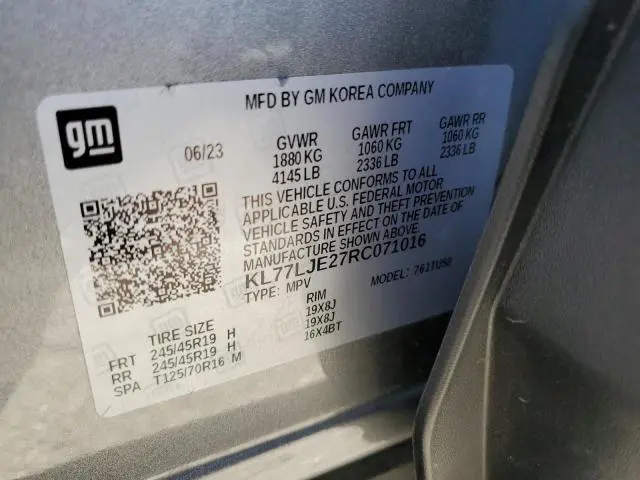 MFD BY GM KOREA COMPANY
gm
06/23
GVWR GAWR FRT GAWR RR
1880 KG 1060 KG 1060 KG
4145 LB 2336 LB 2336 LB
THIS VEHICLE CONFORMS TO ALL
APPLICABLE U.S. FEDERAL MOTOR
VEHICLE SAFETY AND THEFT PREVENTION
STANDARDS IN EFFECT ON THE DATE OF
MANUFACTURE SHOWN ABOVE.
KL77LJE27RC071016
TYPE: MPV MODEL: 761TU50
TIRE SIZE RIM
FRT 245/45R19 H 19X8J
RR 245/45R19 H 19X8J
SPA T125/70R16 M 16X4BT